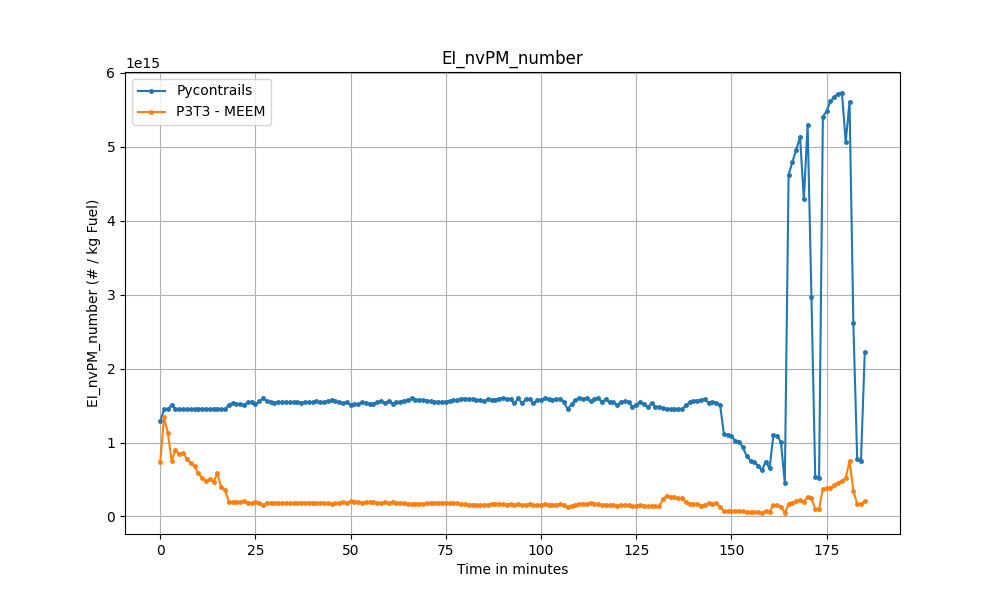 EI_nvPM_number
1e15
Pycontrails
P3T3 - MEEM
EI_nvPM_number (# / kg Fuel)
6
5
4
3
2
1
0
0 25 50 75 100 125 150 175
Time in minutes